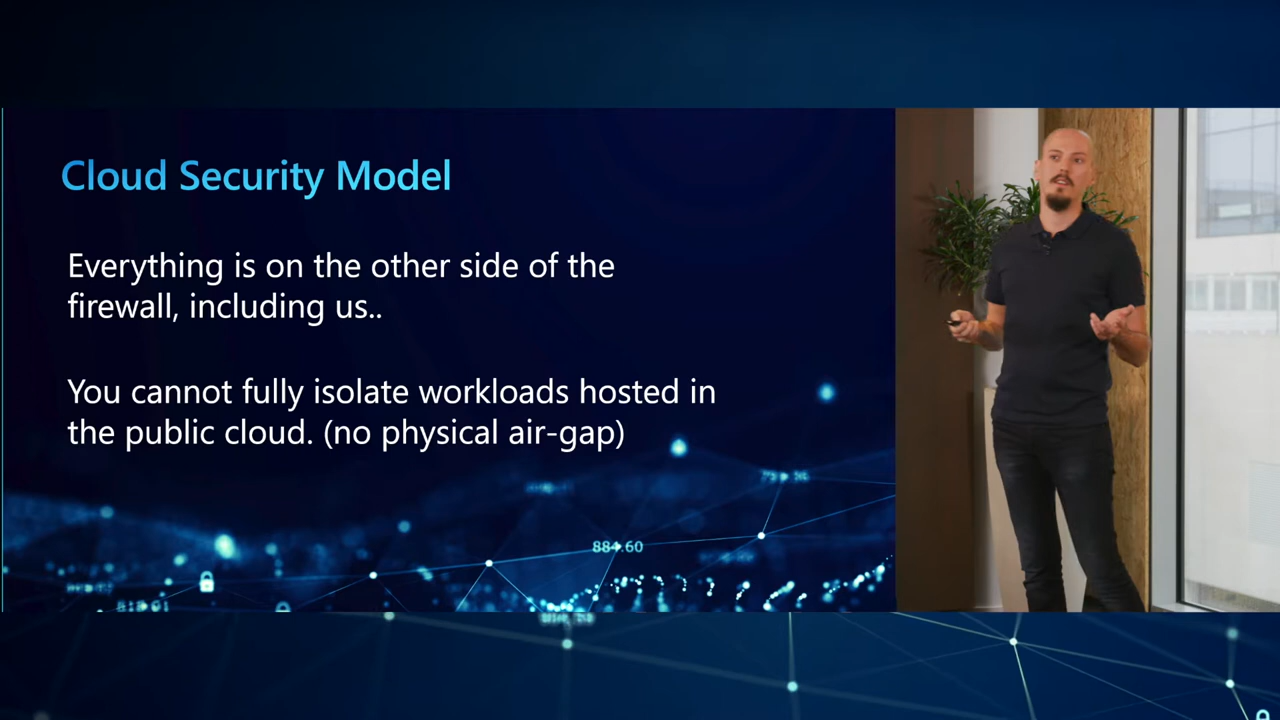 Cloud Security Model
Everything is on the other side of the
firewall, including us..
You cannot fully isolate workloads hosted in
the public cloud. (no physical air-gap)
884.60